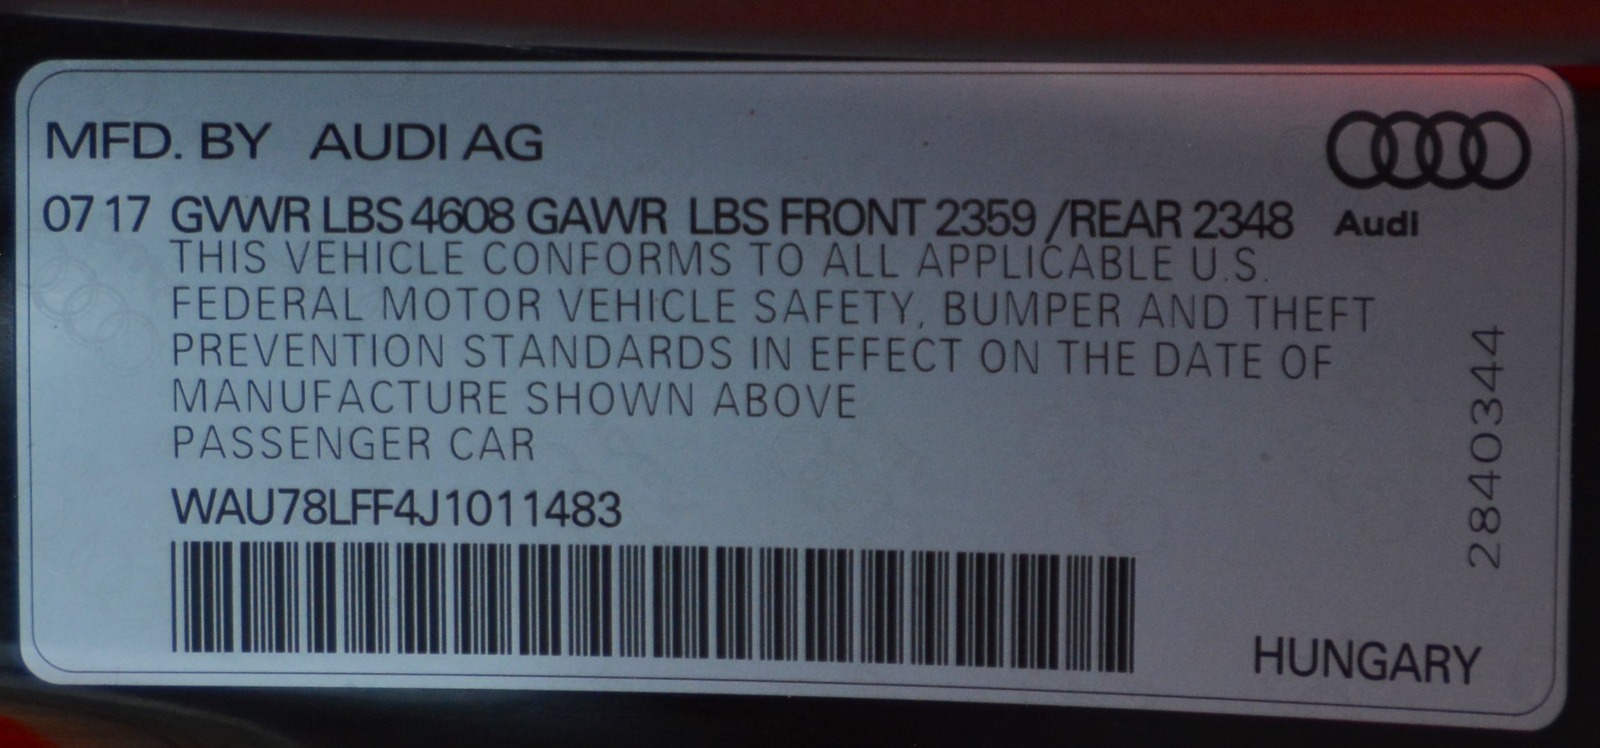 MFD. BY AUDI AG
07 17 GVWR LBS 4608 GAWR LBS FRONT 2359 /REAR 2348
Audi
THIS VEHICLE CONFORMS TO ALL APPLICABLE U.S.
FEDERAL MOTOR VEHICLE SAFETY, BUMPER AND THEFT
PREVENTION STANDARDS IN EFFECT ON THE DATE OF
MANUFACTURE SHOWN ABOVE
PASSENGER CAR
WAU78LFF4J1011483
2840344
HUNGARY